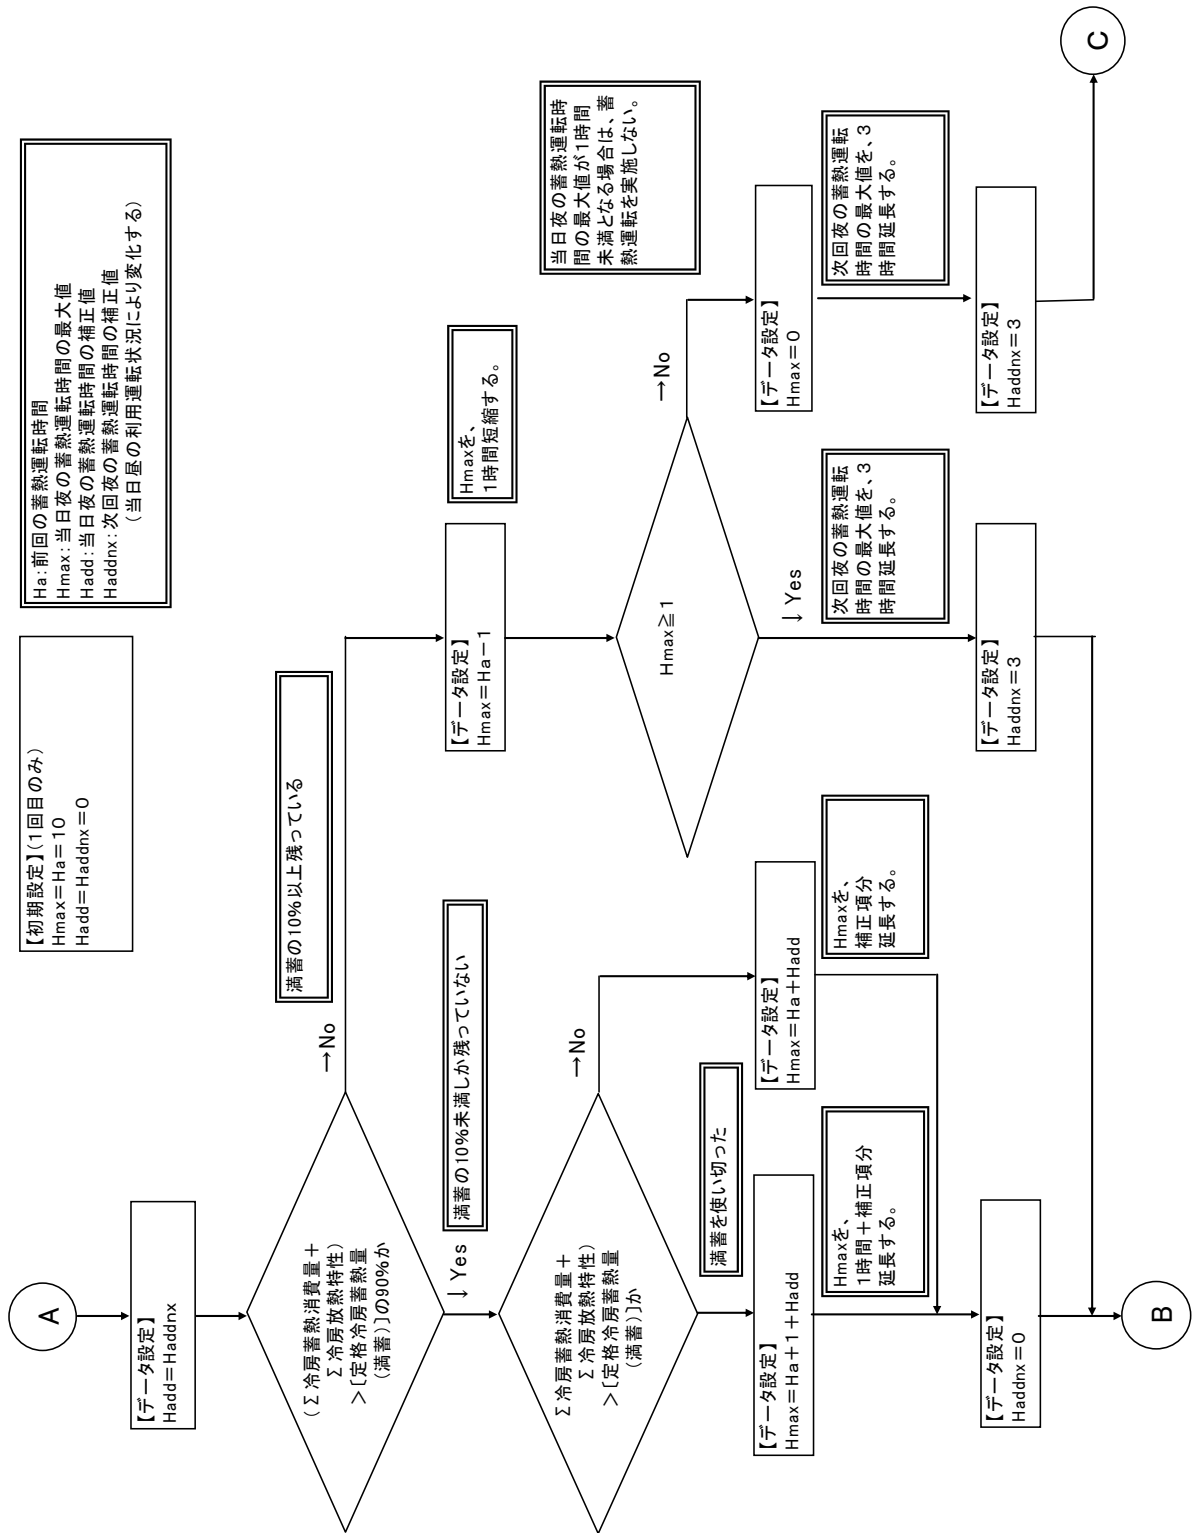 【初期設定】(1回目のみ)
Hmax=Ha=10
Hadd=Haddnx=0
Ha:前回の蓄熱運転時間
Hmax:当日夜の蓄熱運転時間の最大値
Hadd:当日夜の蓄熱運転時間の補正値
Haddnx:次回夜の蓄熱運転時間の補正値
(当日昼の利用運転状況により変化する)
A
【データ設定】
Hadd=Haddnx
(Σ冷房蓄熱消費量+
Σ冷房放熱特性)
>[定格冷房蓄熱量
(満蓄)]の90%か
→No
満蓄の10%以上残っている
↓Yes
満蓄の10%未満しか残っていない
【データ設定】
Hmax=Ha-1
Hmaxを、
1時間短縮する。
Σ冷房蓄熱消費量+
Σ冷房放熱特性)
>[定格冷房蓄熱量
(満蓄)]か
→No
満蓄を使い切った
Hmax≧1
→No
↓Yes
当日夜の蓄熱運転時
間の最大値が1時間
未満となる場合は、蓄
熱運転を実施しない。
【データ設定】
Hmax=Ha+1+Hadd
【データ設定】
Hmax=Ha+Hadd
【データ設定】
Hmax=0
Hmaxを、
1時間+補正項分
延長する。
Hmaxを、
補正項分
延長する。
次回夜の蓄熱運転
時間の最大値を、3
時間延長する。
次回夜の蓄熱運転
時間の最大値を、3
時間延長する。
【データ設定】
Haddnx=0
【データ設定】
Haddnx=3
【データ設定】
Haddnx=3
B
C